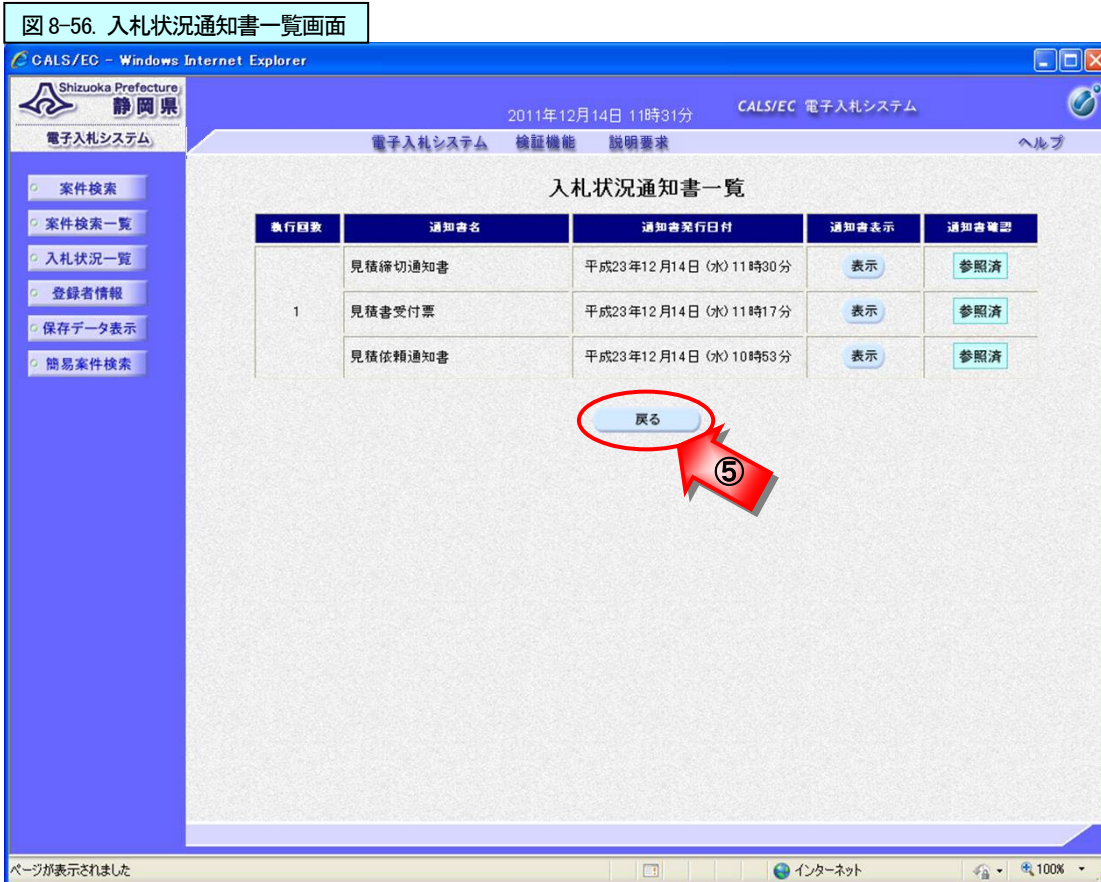 図 8-56. 入札状況通知書一覧画面
CALS/EC - Windows Internet Explorer
Shizuoka Prefecture
静岡県
2011年12月14日 11時31分
CALS/EC 電子入札システム
電子入札システム
電子入札システム 検証機能 説明要求 ヘルプ
案件検索
案件検索一覧
入札状況一覧
登録者情報
保存データ表示
簡易案件検索
入札状況通知書一覧
執行回数 通知書名 通知書発行日付 通知書表示 通知書確認
見積締切通知書 平成23年12月14日 (水) 11時30分 表示 参照済
1 見積書受付票 平成23年12月14日 (水) 11時17分 表示 参照済
見積依頼通知書 平成23年12月14日 (水) 10時53分 表示 参照済
戻る
⑤
ページが表示されました インターネット 100%